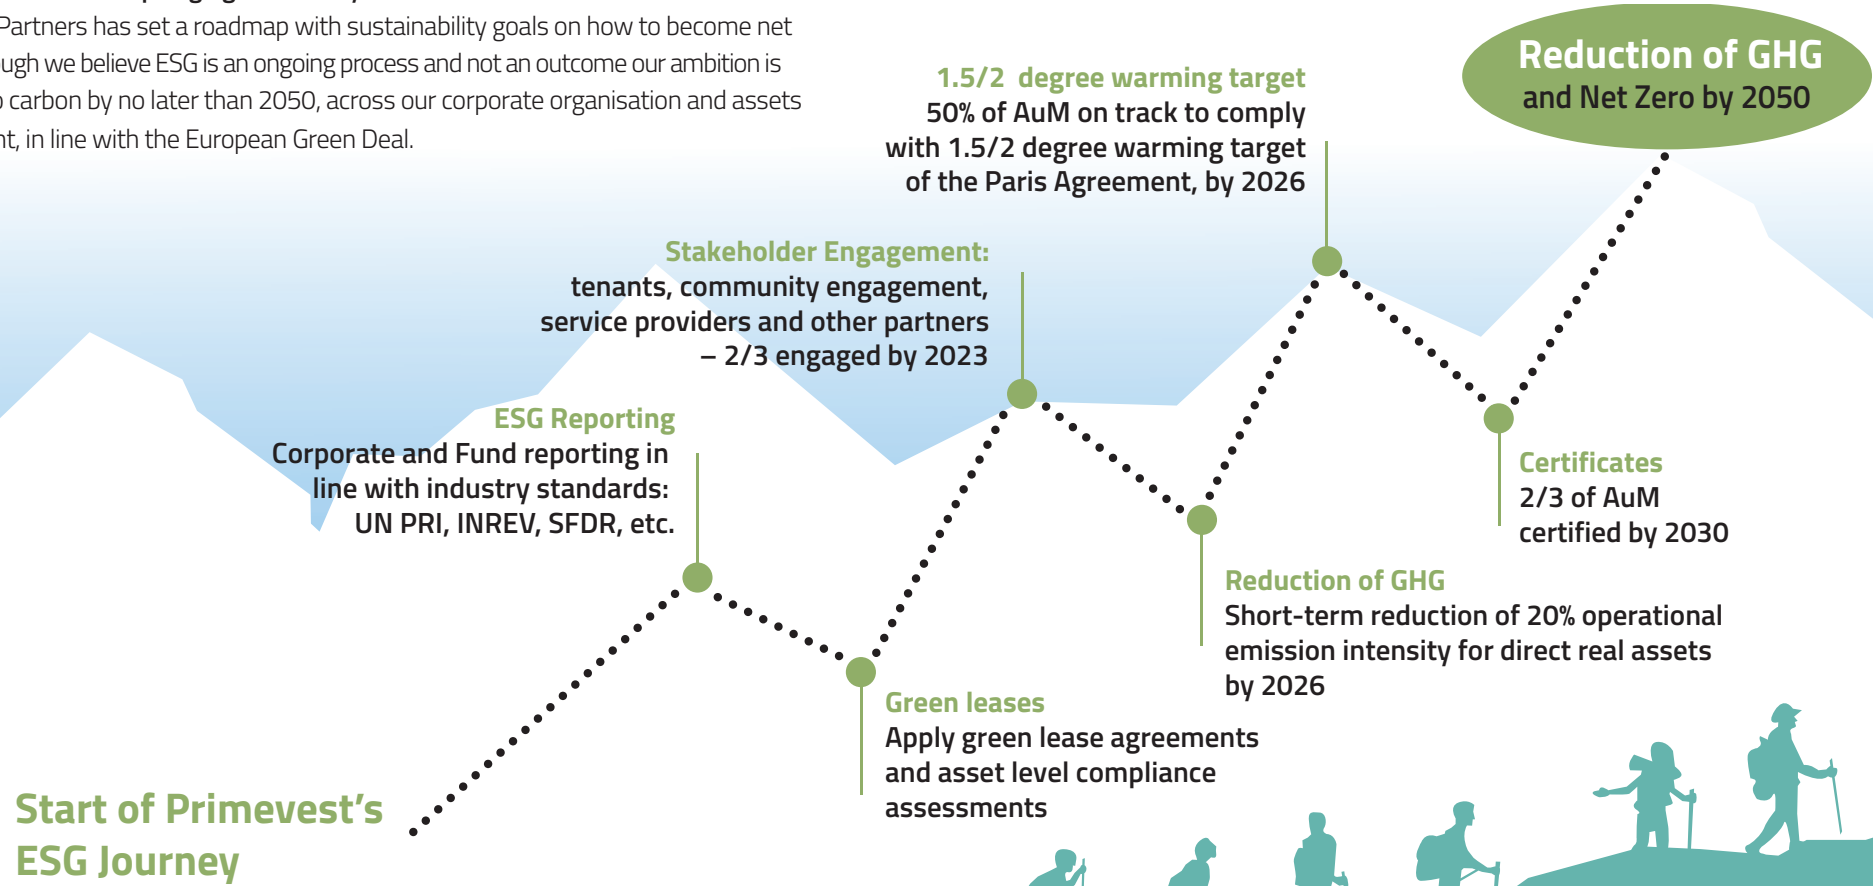 Partners has set a roadmap with sustainability goals on how to become net
ugh we believe ESG is an ongoing process and not an outcome our ambition is
o carbon by no later than 2050, across our corporate organisation and assets
nt, in line with the European Green Deal.
Reduction of GHG
and Net Zero by 2050
1.5/2 degree warming target
50% of AuM on track to comply
with 1.5/2 degree warming target
of the Paris Agreement, by 2026
Stakeholder Engagement:
tenants, community engagement,
service providers and other partners
– 2/3 engaged by 2023
ESG Reporting
Corporate and Fund reporting in
line with industry standards:
UN PRI, INREV, SFDR, etc.
Certificates
2/3 of AuM
certified by 2030
Reduction of GHG
Short-term reduction of 20% operational
emission intensity for direct real assets
by 2026
Green leases
Apply green lease agreements
and asset level compliance
assessments
Start of Primevest’s
ESG Journey